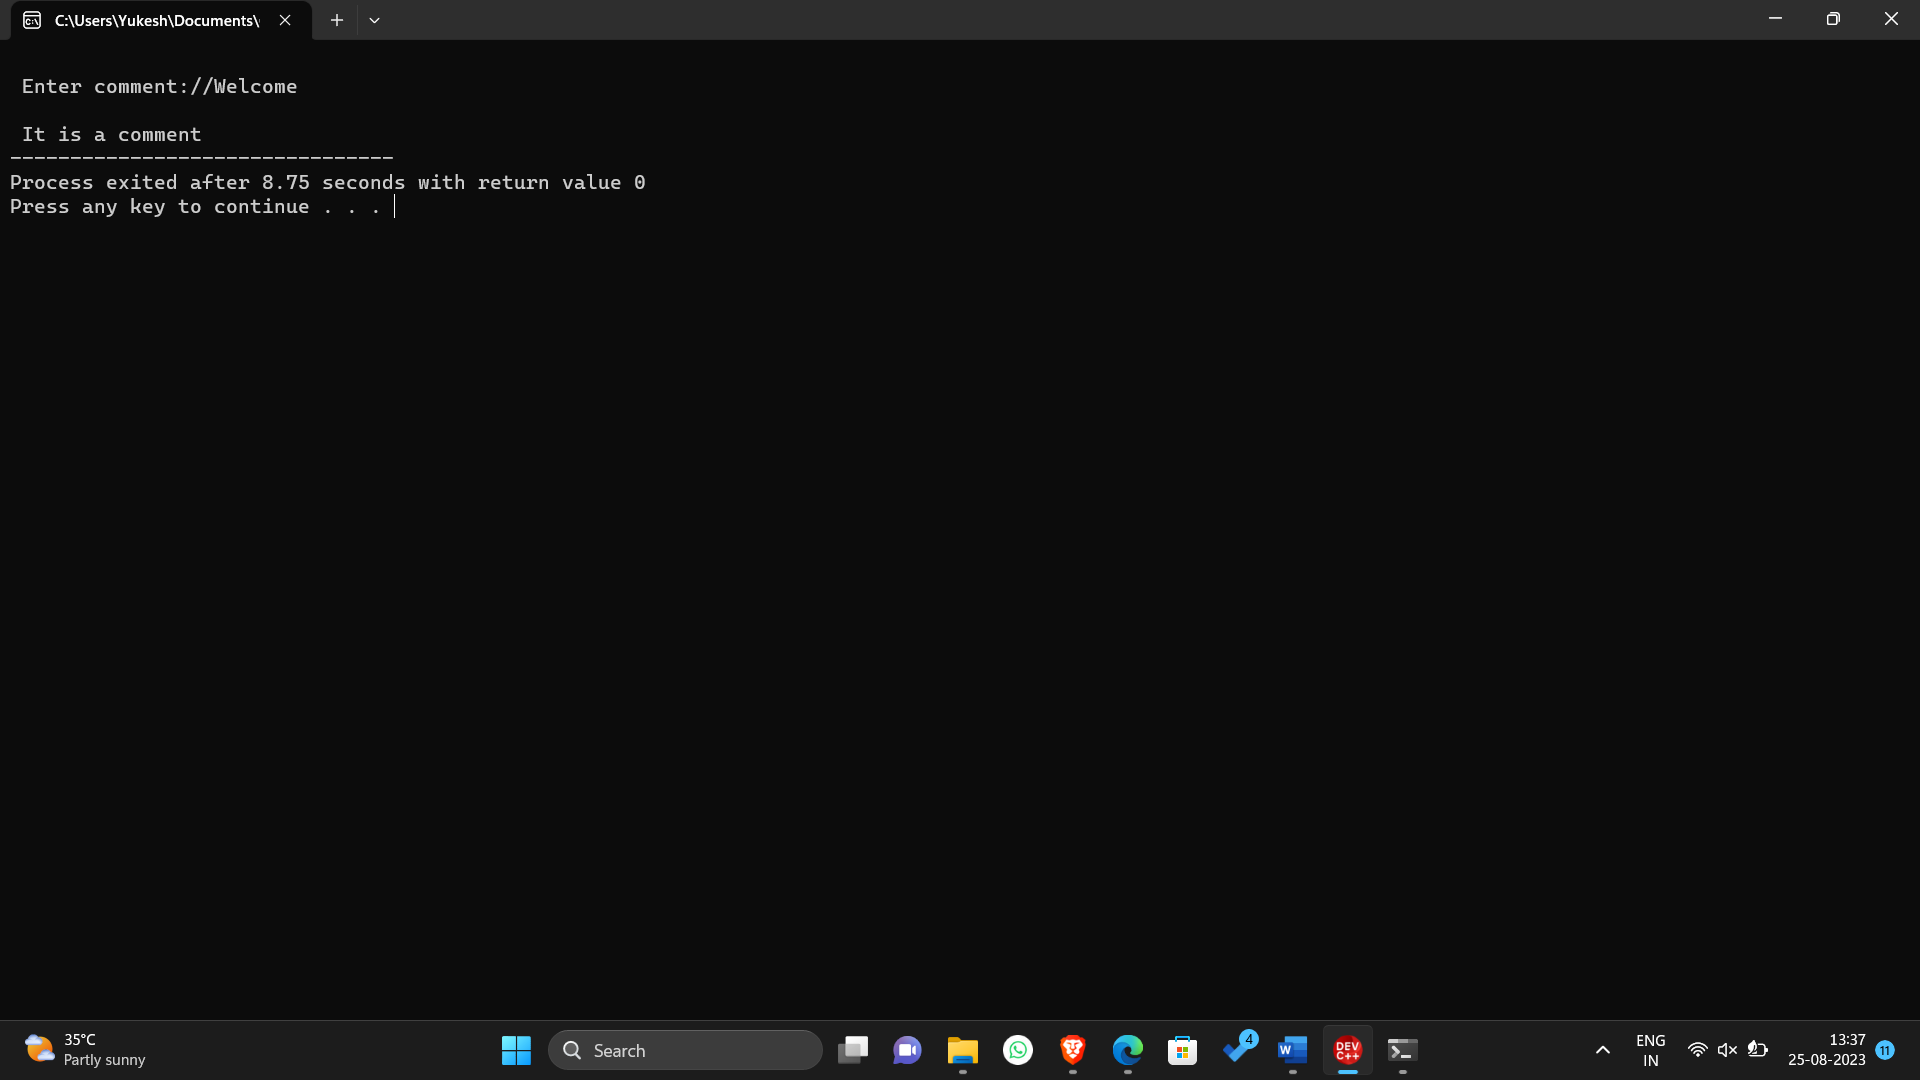 C:\Users\Yukesh\Documents\
Enter comment://Welcome
It is a comment
--------------------------------
Process exited after 8.75 seconds with return value 0
Press any key to continue . . .
35°C
Partly sunny
Search
4
W
DEV
C++
ENG
IN
13:37
25-08-2023
11